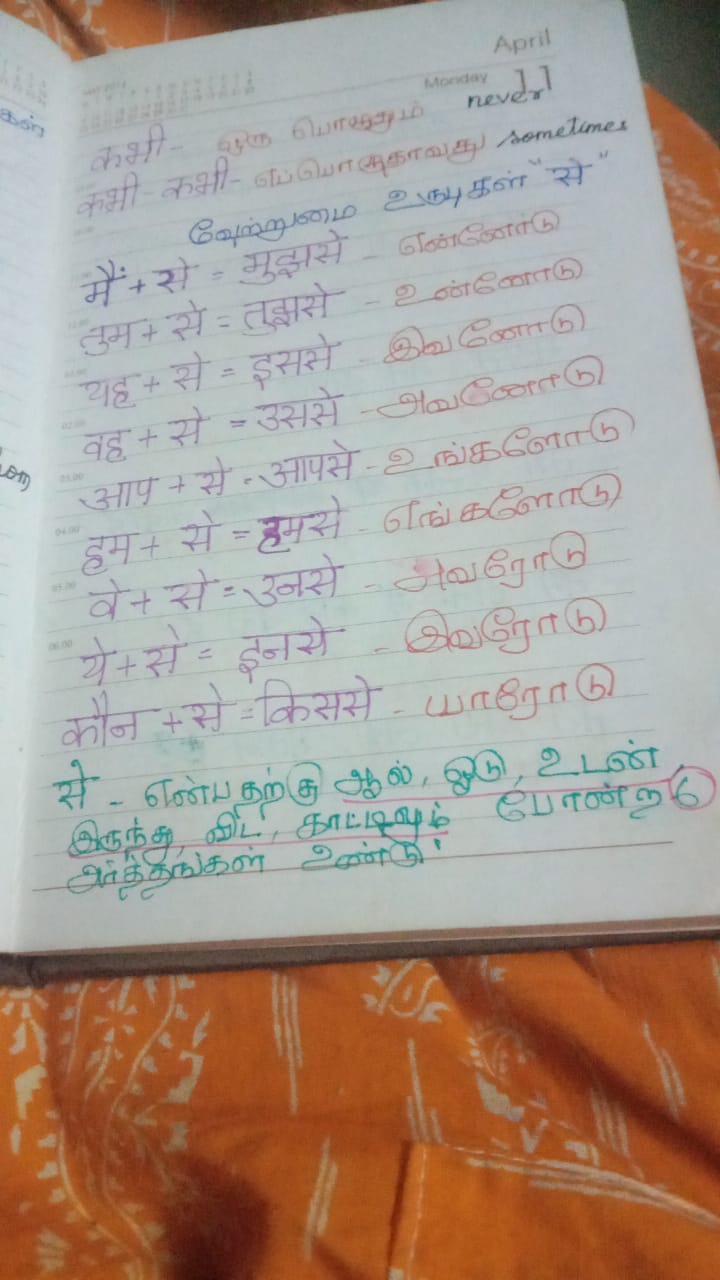 April
Monday 11
कभी - ஒரு பொழுதும் never
कभी - कभी - எப்பொழுதாவது sometimes
வேற்றுமை உருபுகள் "से"
मैं + से = मुझसे - என்னோடு
तुम + से = तुझसे - உன்னோடு
यह + से = इससे - இவனோடு
वह + से = उससे - அவனோடு
आप + से = आपसे - உங்களோடு
हम + से = हमसे - எங்களோடு
वे + से = उनसे - அவரோடு
ये + से = इनसे - இவரோடு
कौन + से = किससे - யாரோடு
से - என்பதற்கு ஆல், ஓடு, உடன்,
இருந்து, விட, காட்டிலும் போன்ற 6
அர்த்தங்கள் உண்டு.